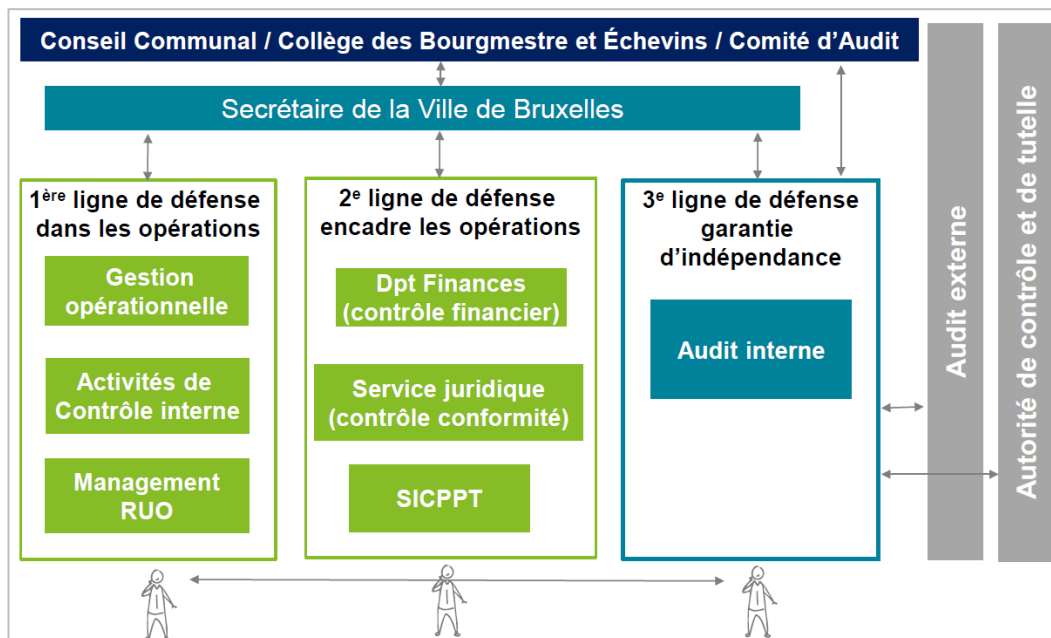 Conseil Communal / Collège des Bourgmestre et Échevins / Comité d’Audit
Secrétaire de la Ville de Bruxelles
1ère ligne de défense
dans les opérations
Gestion
opérationnelle
Activités de
Contrôle interne
Management
RUO
2e ligne de défense
encadre les opérations
Dpt Finances
(contrôle financier)
Service juridique
(contrôle conformité)
SICPPT
3e ligne de défense
garantie
d’indépendance
Audit interne
Audit externe
Autorité de contrôle et de tutelle